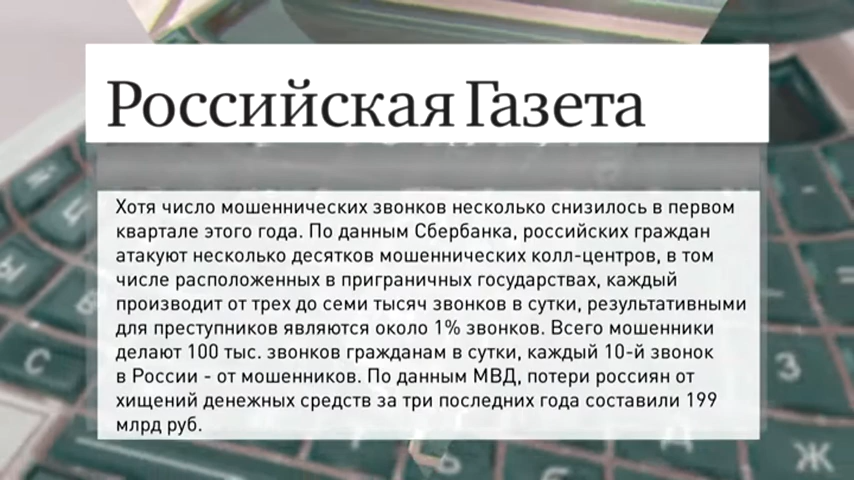 Российская Газета
Хотя число мошеннических звонков несколько снизилось в первом
квартале этого года. По данным Сбербанка, российских граждан
атакуют несколько десятков мошеннических колл-центров, в том
числе расположенных в приграничных государствах, каждый
производит от трех до семи тысяч звонков в сутки, результативными
для преступников являются около 1% звонков. Всего мошенники
делают 100 тыс. звонков гражданам в сутки, каждый 10-й звонок
в России - от мошенников. По данным МВД, потери россиян от
хищений денежных средств за три последних года составили 199
млрд руб.
С
З
Ж